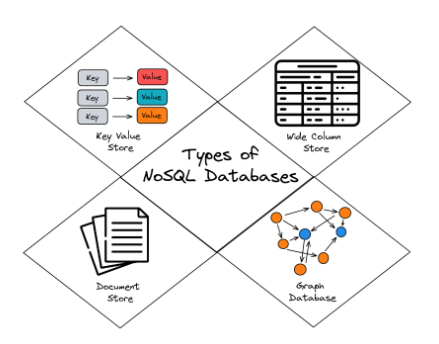 Key
Value
Key
Value
Key
Value
Key Value
Store
Wide Column
Store
Types of
NoSQL Databases
Document
Store
Graph
Database